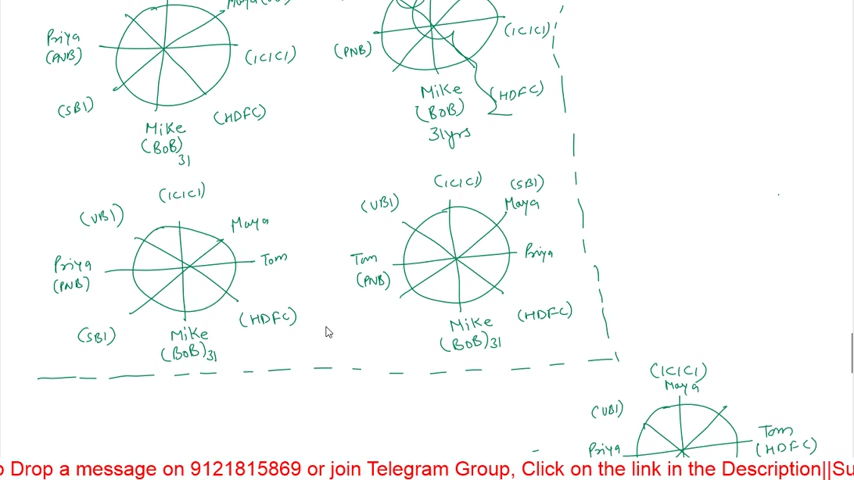 Priya
(PNB)
(ICICI)
(SBI)
(HDFC)
Mike
(BOB)
31
(ICICI)
(PNB)
(HDFC)
Mike
(BOB)
31yrs
(ICICI)
(UBI)
Maya
Priya
(PNB)
Tom
(HDFC)
(SBI)
Mike
(BOB)31
(ICICI)
(SBI)
(UBI)
Maya
Tom
(PNB)
Priya
(HDFC)
Mike
(BOB)31
(ICICI)
Maya
(UBI)
Tom
(HDFC)
Priya
Drop a message on 9121815869 or join Telegram Group, Click on the link in the Description||Su